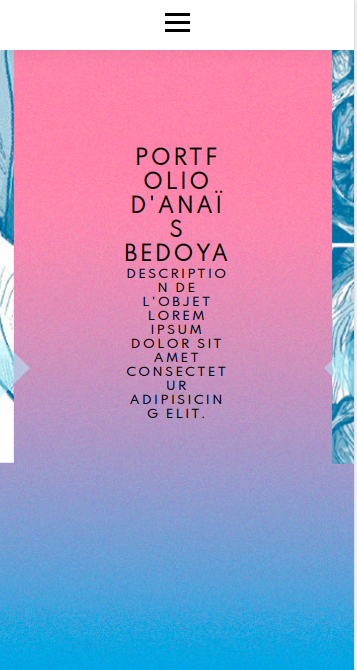 PORTF
OLIO
D'ANAÏ
S
BEDOYA
DESCRIPTIO
N DE
L'OBJET
LOREM
IPSUM
DOLOR SIT
AMET
CONSECTET
UR
ADIPISICIN
G ELIT.